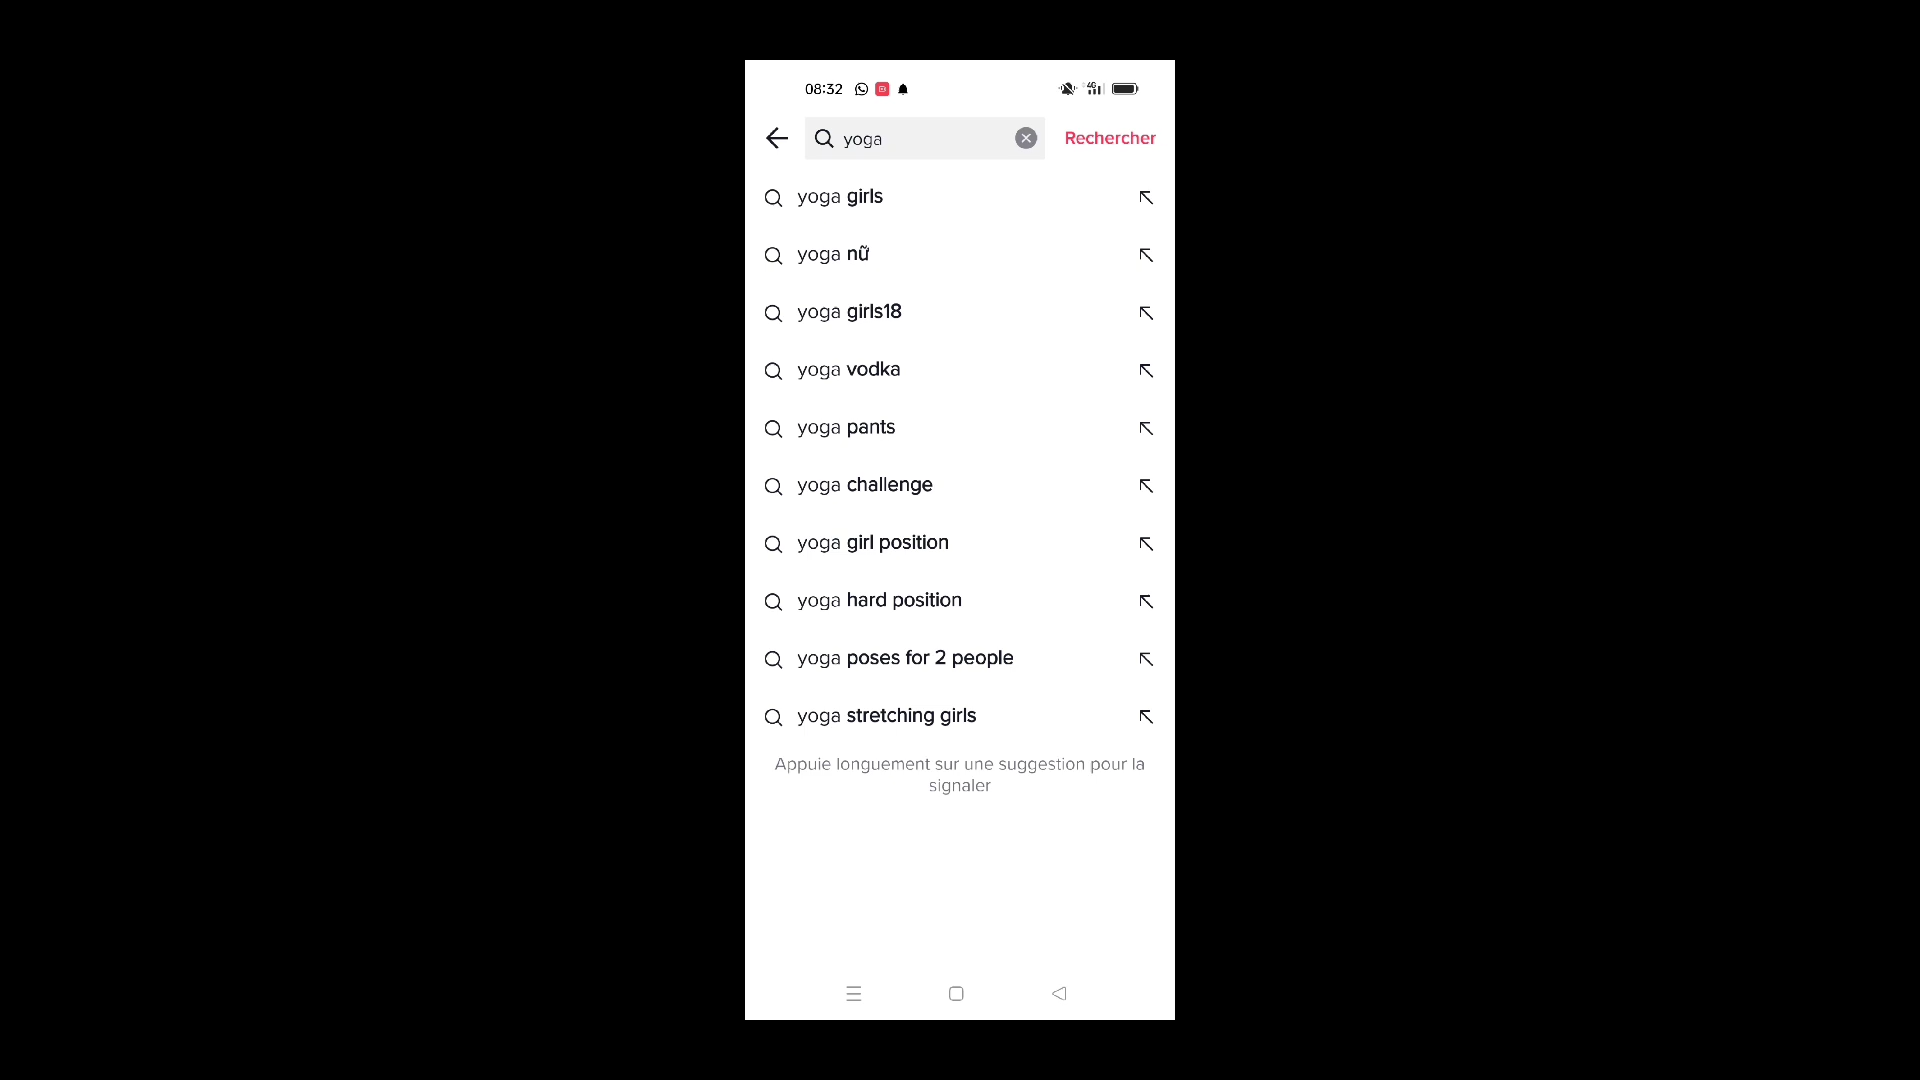 08:32
4G
yoga
Rechercher
yoga girls
yoga nữ
yoga girls18
yoga vodka
yoga pants
yoga challenge
yoga girl position
yoga hard position
yoga poses for 2 people
yoga stretching girls
Appuie longuement sur une suggestion pour la
signaler